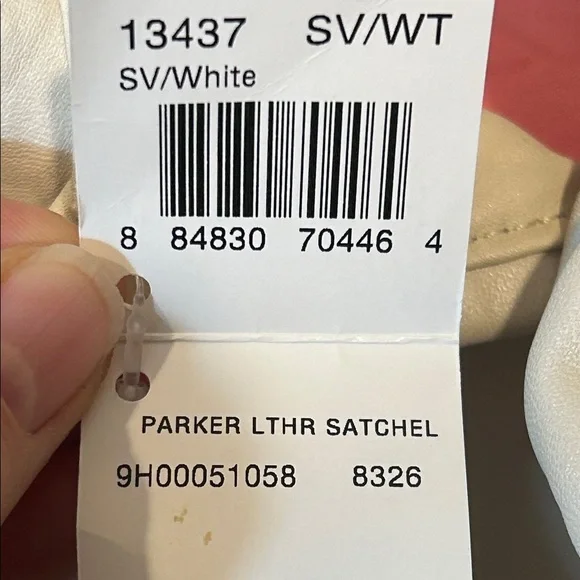 13437 SV/WT
SV/White
8 84830 70446 4
PARKER LTHR SATCHEL
9H00051058 8326